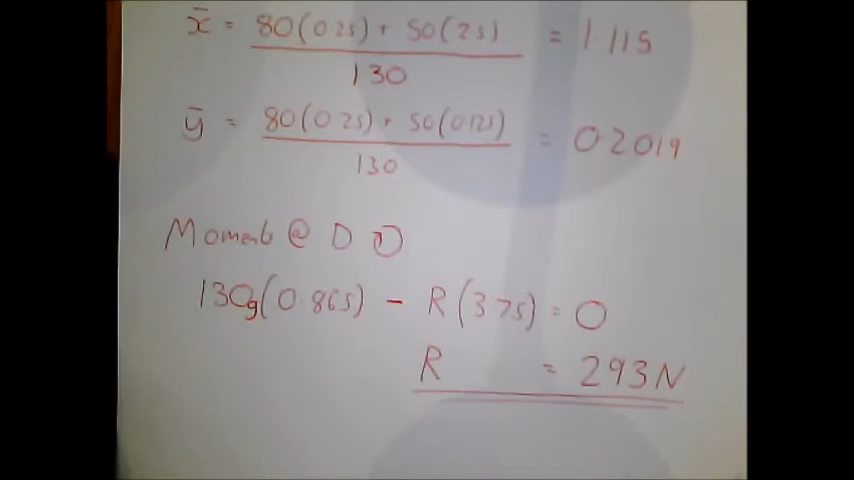 x̄ = 80(0.25) + 50(2.5) / 130 = 1.115
ȳ = 80(0.25) + 50(0.125) / 130 = 0.2019
Moments @ D ↻
130g(0.865) - R(3.75) = 0
R = 293N